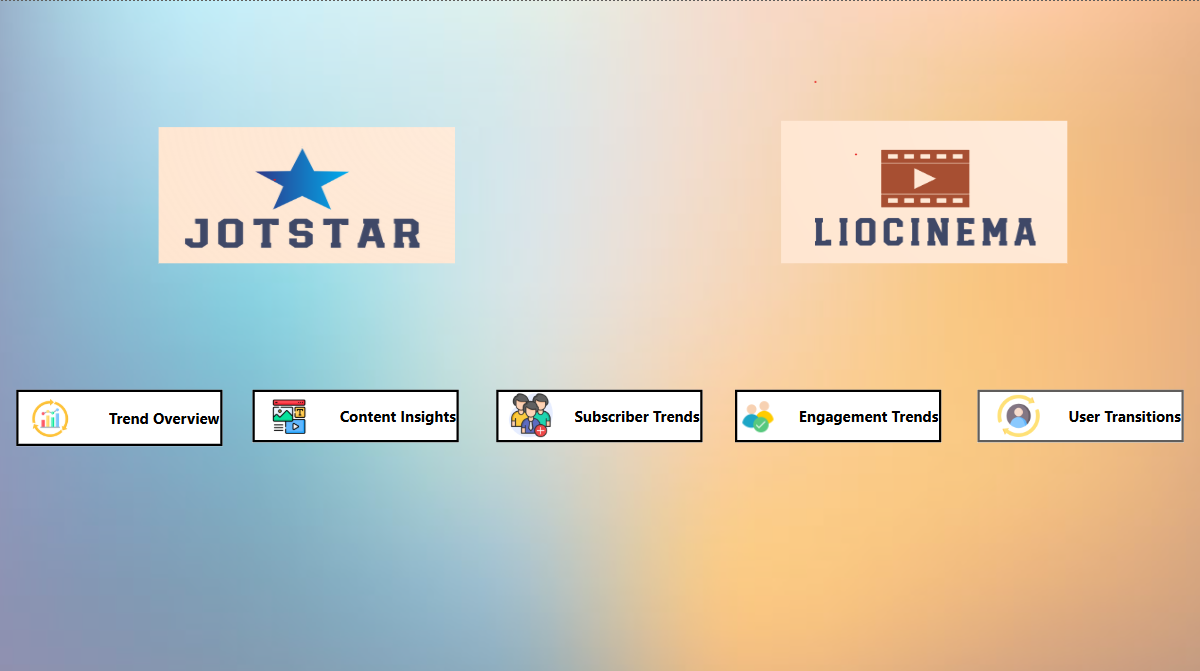 JOTSTAR
LIOCINEMA
Trend Overview
Content Insights
Subscriber Trends
Engagement Trends
User Transitions